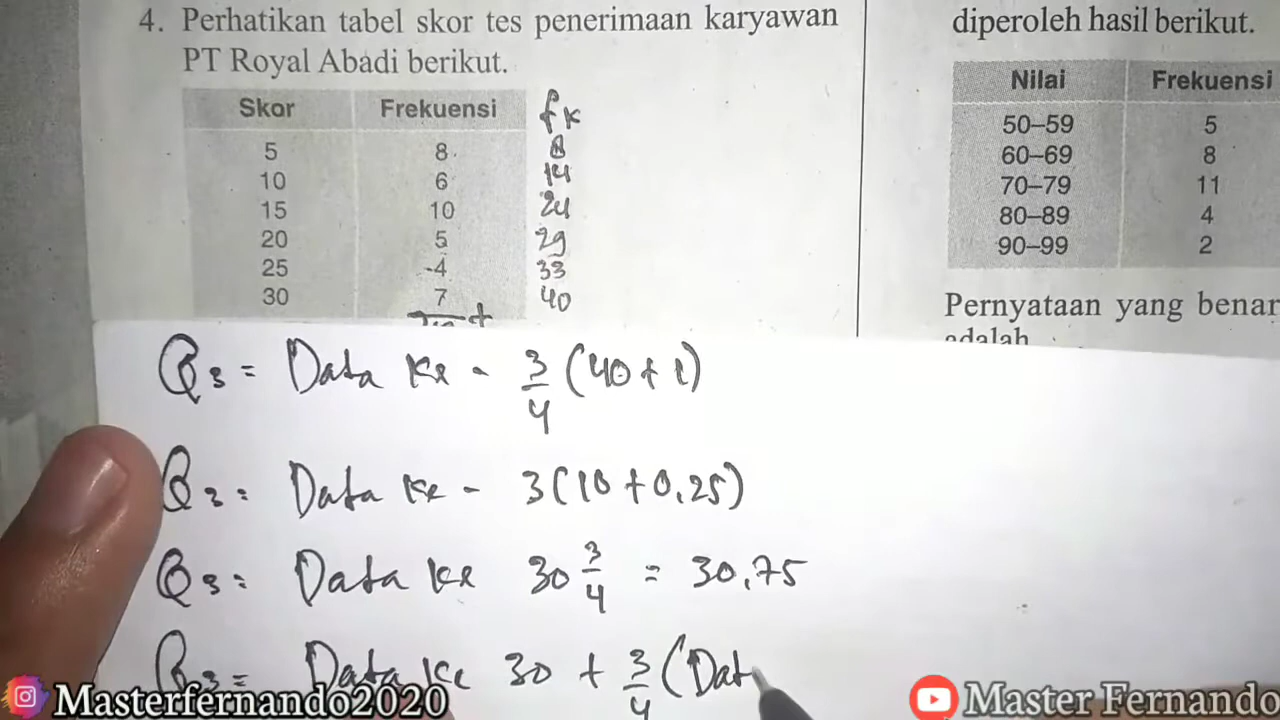 4. Perhatikan tabel skor tes penerimaan karyawan
PT Royal Abadi berikut.
Skor Frekuensi fk
5 8 8
10 6 14
15 10 24
20 5 29
25 4 33
30 7 40
+
diperoleh hasil berikut.
Nilai Frekuensi
50–59 5
60–69 8
70–79 11
80–89 4
90–99 2
Pernyataan yang benar
adalah
Q3 = Data ke - 3/4 (40 + 1)
Q3 = Data ke - 3(10 + 0,25)
Q3 = Data ke 30 3/4 = 30,75
Q3 = Data ke 30 + 3/4 (Dat
Masterfernando2020
Master Fernando